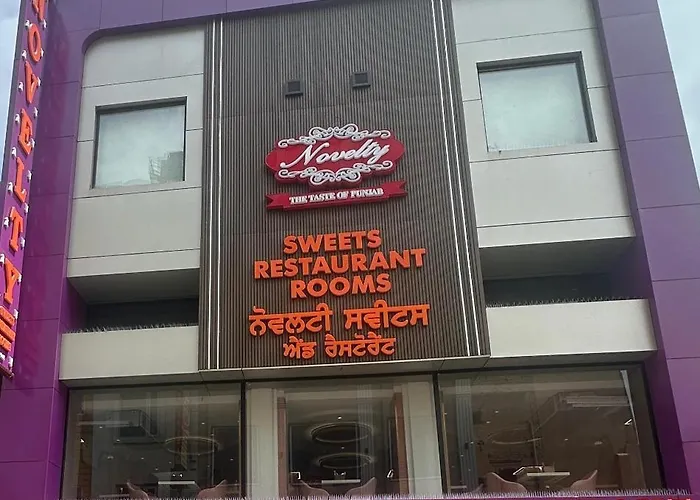 NOVELTY
Novelty
THE TASTE OF PUNJAB
SWEETS
RESTAURANT
ROOMS
ਨੋਵਲਟੀ ਸਵੀਟਸ
ਐਂਡ ਰੈਸਟੋਰੈਂਟ